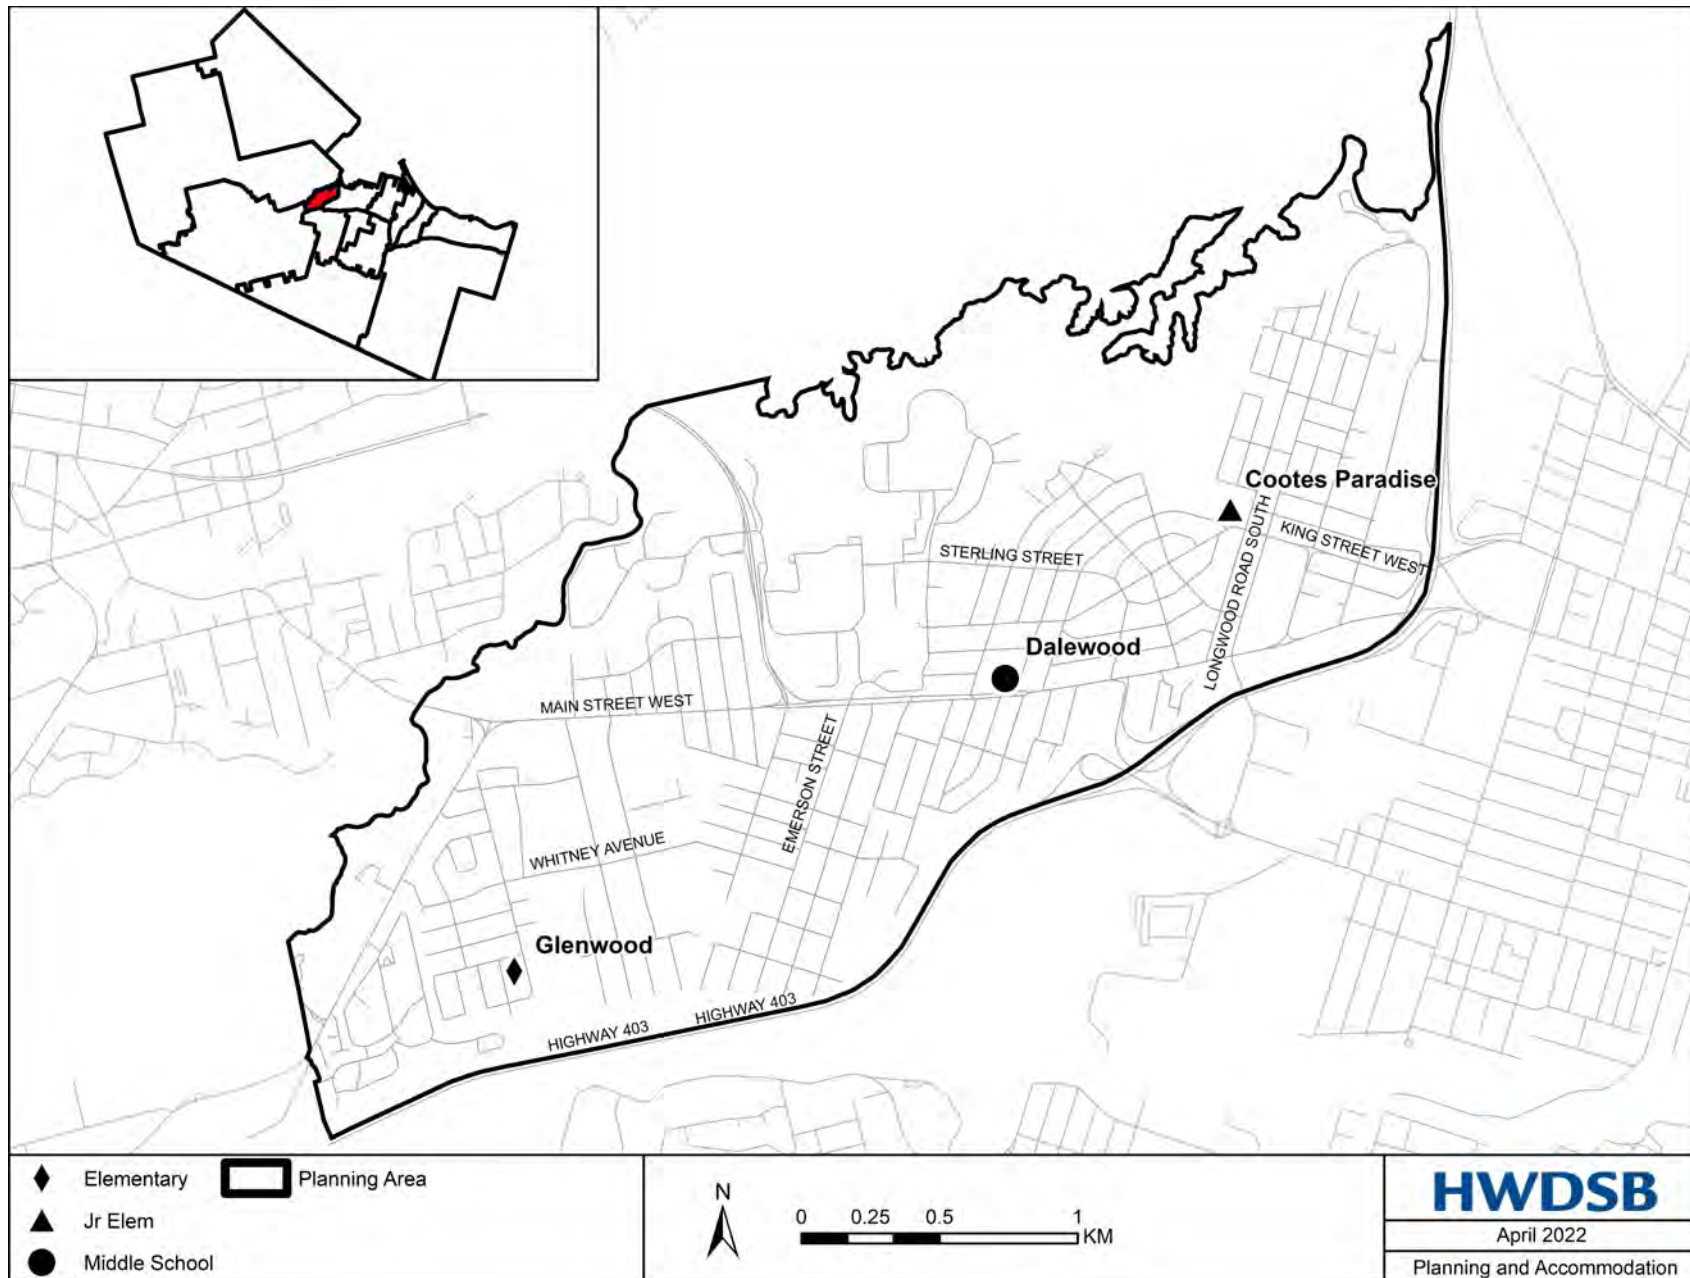 Cootes Paradise
KING STREET WEST
STERLING STREET
LONGWOOD ROAD SOUTH
Dalewood
MAIN STREET WEST
EMERSON STREET
WHITNEY AVENUE
Glenwood
HIGHWAY 403
HIGHWAY 403
Elementary
Planning Area
Jr Elem
Middle School
N
0 0.25 0.5 1
KM
HWDSB
April 2022
Planning and Accommodation